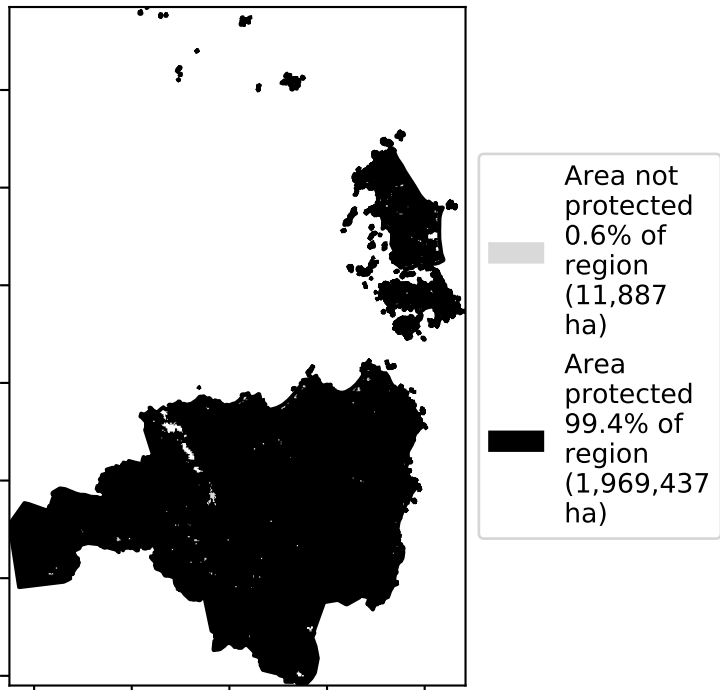 Area not
protected
0.6% of
region
(11,887
ha)
Area
protected
99.4% of
region
(1,969,437
ha)